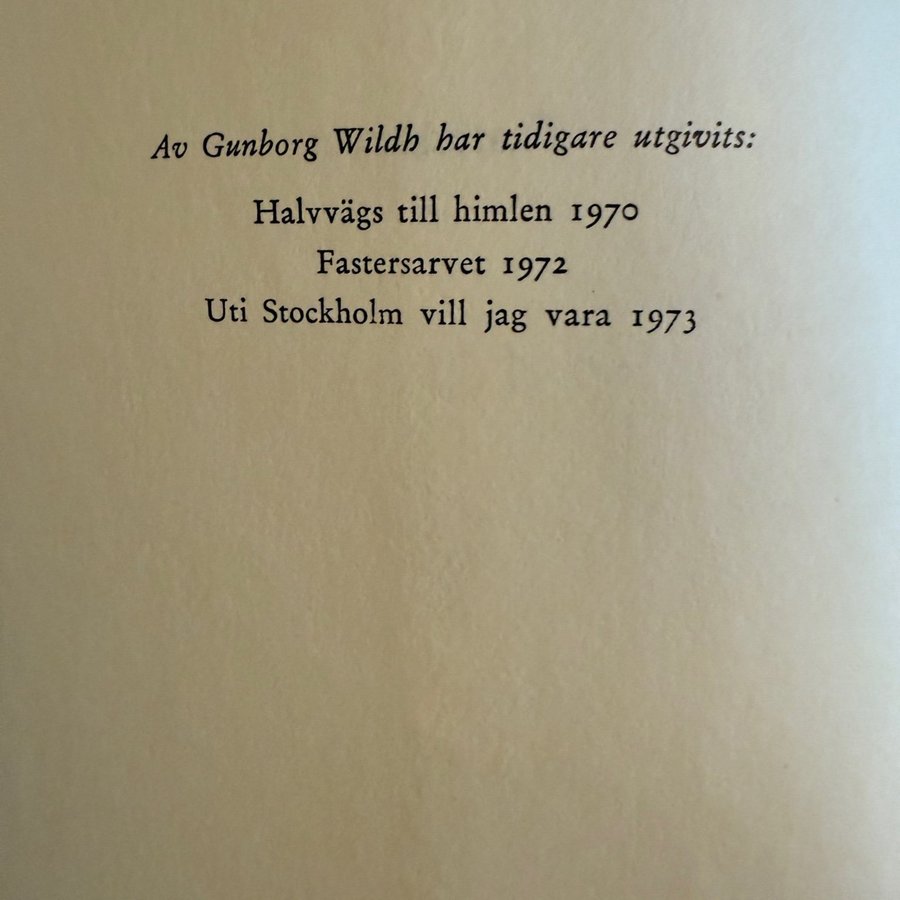 Av Gunborg Wildh har tidigare utgivits:
Halvvägs till himlen 1970
Fastersarvet 1972
Uti Stockholm vill jag vara 1973